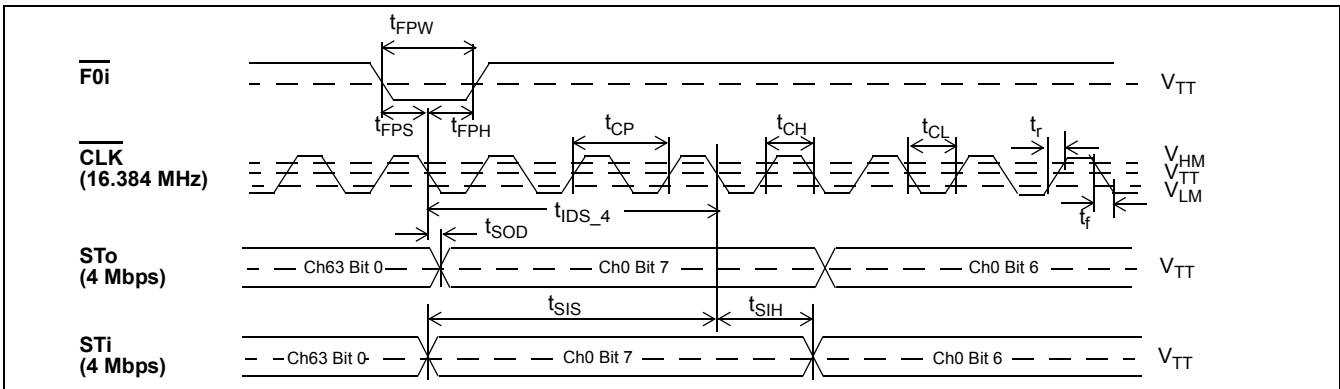 tFPW
F0i
VTT
tFPS tFPH
tCP tCH tCL tr
CLK
(16.384 MHz)
VHM
VTT
VLM
tIDS_4
tf
tSOD
STo
(4 Mbps)
Ch63 Bit 0 Ch0 Bit 7 Ch0 Bit 6 VTT
tSIS tSIH
STi
(4 Mbps)
Ch63 Bit 0 Ch0 Bit 7 Ch0 Bit 6 VTT